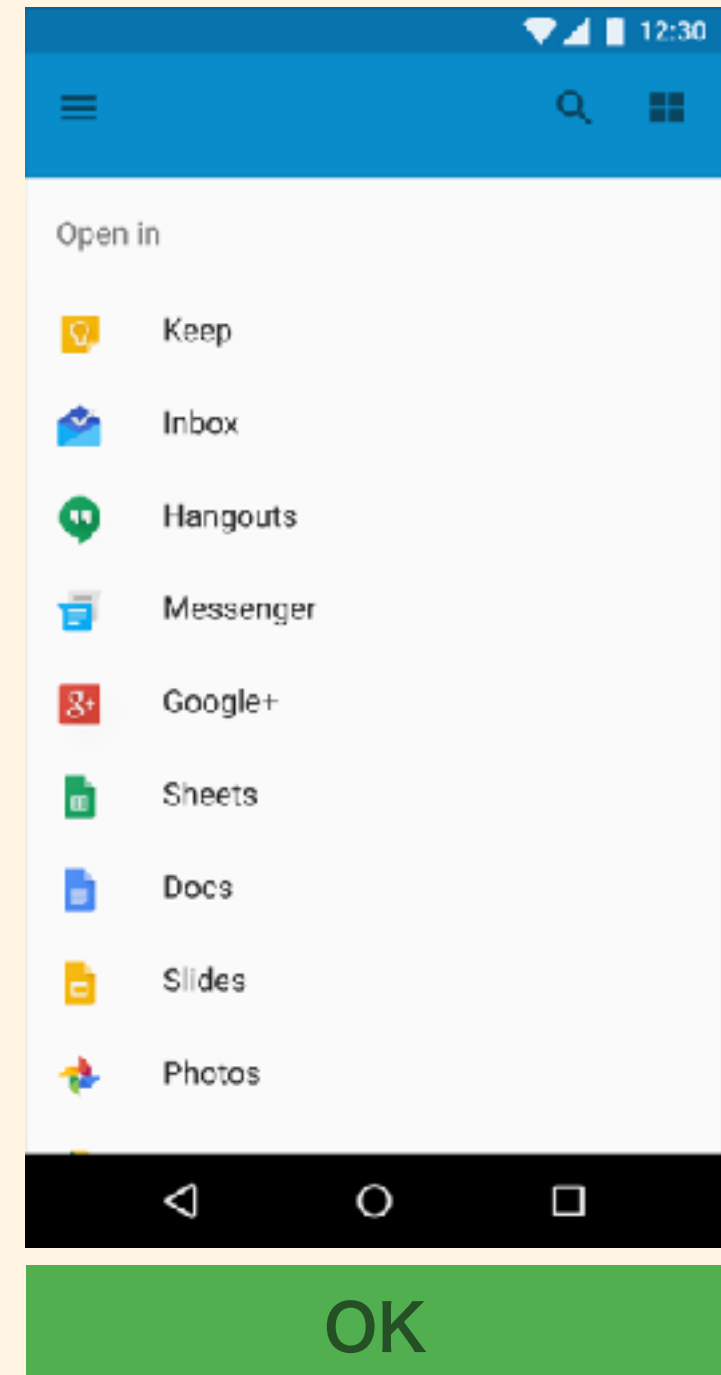 12:30
Open in
Keep
Inbox
Hangouts
Messenger
Google+
Sheets
Docs
Slides
Photos
OK